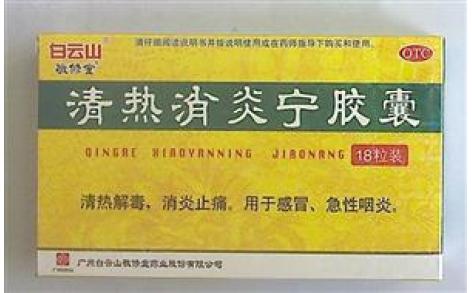 请仔细阅读说明书并按说明使用或在药师指导下购买和使用。
OTC
白云山
敬修堂
清热消炎宁胶囊
QINGRE XIAOYANNING JIAONANG
18粒装
清热解毒，消炎止痛。用于感冒、急性咽炎。
广州白云山敬修堂药业股份有限公司